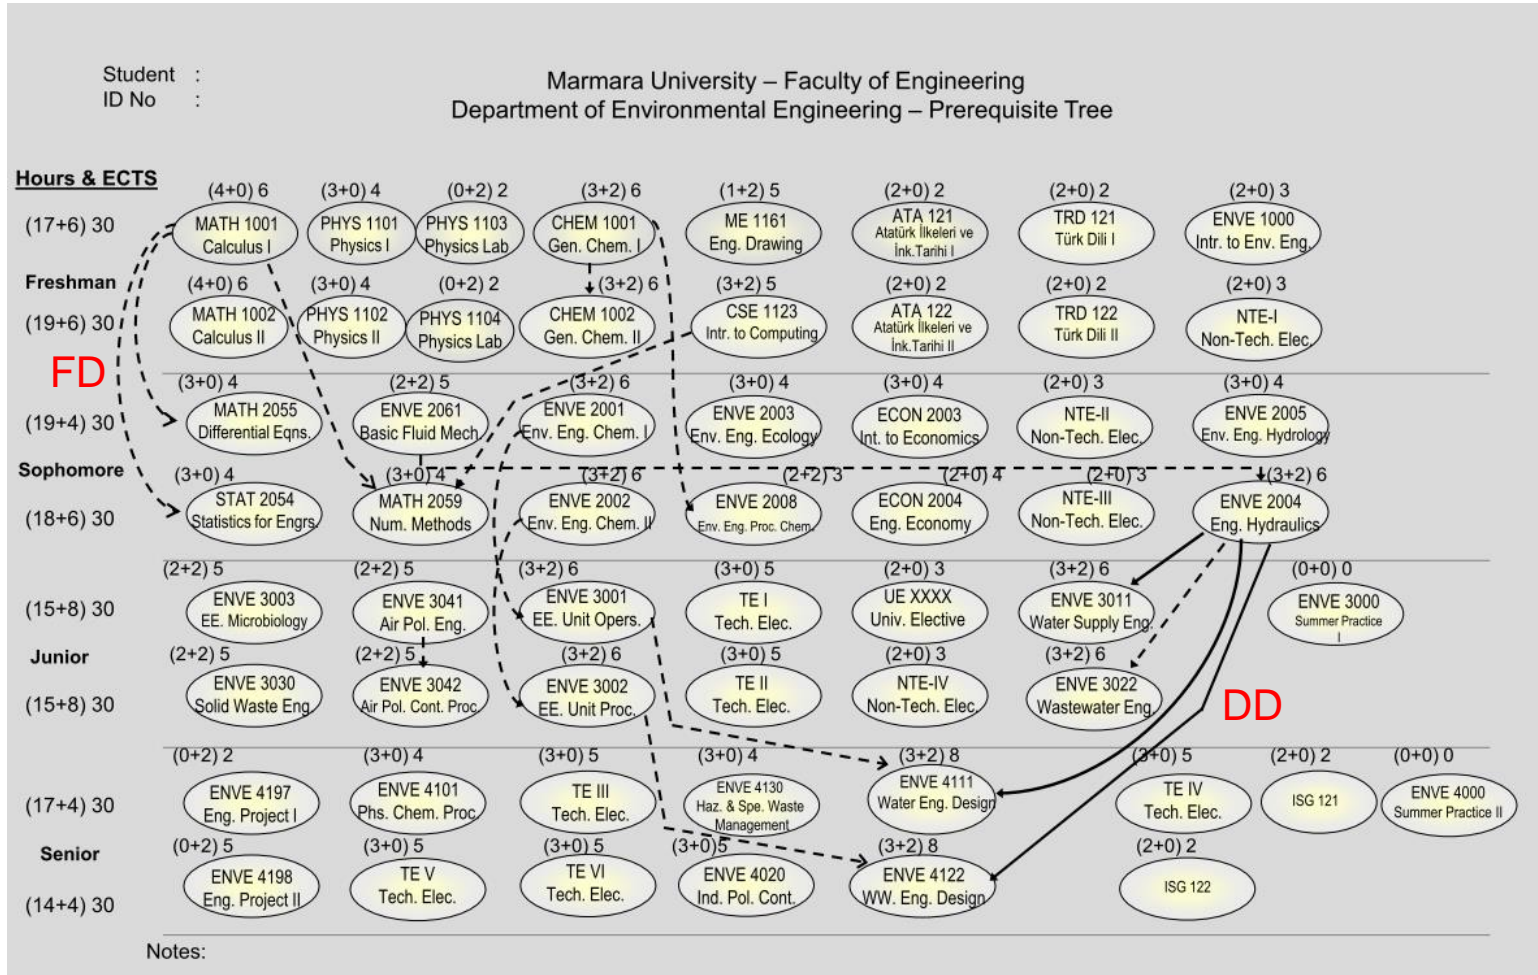 Student :
ID No :
Marmara University – Faculty of Engineering
Department of Environmental Engineering – Prerequisite Tree
Hours & ECTS
(4+0) 6 (3+0) 4 (0+2) 2 (3+2) 6 (1+2) 5 (2+0) 2 (2+0) 2 (2+0) 3
(17+6) 30
MATH 1001 PHYS 1101 PHYS 1103 CHEM 1001 ME 1161 ATA 121 TRD 121 ENVE 1000
Calculus I Physics I Physics Lab Gen. Chem. I Eng. Drawing Atatürk İlkeleri ve Türk Dili I Intr. to Env. Eng.
İnk.Tarihi I
Freshman
(4+0) 6 (3+0) 4 (0+2) 2 (3+2) 6 (3+2) 5 (2+0) 2 (2+0) 2 (2+0) 3
(19+6) 30
MATH 1002 PHYS 1102 PHYS 1104 CHEM 1002 CSE 1123 ATA 122 TRD 122 NTE-I
Calculus II Physics II Physics Lab Gen. Chem. II Intr. to Computing Atatürk İlkeleri ve Türk Dili II Non-Tech. Elec.
İnk.Tarihi II
FD
(3+0) 4 (2+2) 5 (3+2) 6 (3+0) 4 (3+0) 4 (2+0) 3 (3+0) 4
(19+4) 30
MATH 2055 ENVE 2061 ENVE 2001 ENVE 2003 ECON 2003 NTE-II ENVE 2005
Differential Eqns. Basic Fluid Mech. Env. Eng. Chem. I Env. Eng. Ecology Int. to Economics Non-Tech. Elec. Env. Eng. Hydrology
Sophomore
(3+0) 4 (3+0) 4 (3+2) 6 (2+2) 3 (2+0) 4 (2+0) 3 (3+2) 6
(18+6) 30
STAT 2054 MATH 2059 ENVE 2002 ENVE 2008 ECON 2004 NTE-III ENVE 2004
Statistics for Engrs. Num. Methods Env. Eng. Chem. II Env. Eng. Proc. Chem. Eng. Economy Non-Tech. Elec. Eng. Hydraulics
(2+2) 5 (2+2) 5 (3+2) 6 (3+0) 5 (2+0) 3 (3+2) 6 (0+0) 0
(15+8) 30
ENVE 3003 ENVE 3041 ENVE 3001 TE I UE XXXX ENVE 3011 ENVE 3000
EE. Microbiology Air Pol. Eng. EE. Unit Opers. Tech. Elec. Univ. Elective Water Supply Eng. Summer Practice
I
Junior
(2+2) 5 (2+2) 5 (3+2) 6 (3+0) 5 (2+0) 3 (3+2) 6
(15+8) 30
ENVE 3030 ENVE 3042 ENVE 3002 TE II NTE-IV ENVE 3022
Solid Waste Eng. Air Pol. Cont. Proc. EE. Unit Proc. Tech. Elec. Non-Tech. Elec. Wastewater Eng.
DD
(0+2) 2 (3+0) 4 (3+0) 5 (3+0) 4 (3+2) 8 (3+0) 5 (2+0) 2 (0+0) 0
(17+4) 30
ENVE 4197 ENVE 4101 TE III ENVE 4130 ENVE 4111 TE IV ISG 121 ENVE 4000
Eng. Project I Phs. Chem. Proc. Tech. Elec. Haz. & Spe. Waste Water Eng. Design Tech. Elec. Summer Practice II
Management
Senior
(0+2) 5 (3+0) 5 (3+0) 5 (3+0)5 (3+2) 8 (2+0) 2
(14+4) 30
ENVE 4198 TE V TE VI ENVE 4020 ENVE 4122 ISG 122
Eng. Project II Tech. Elec. Tech. Elec. Ind. Pol. Cont. WW. Eng. Design
Notes: